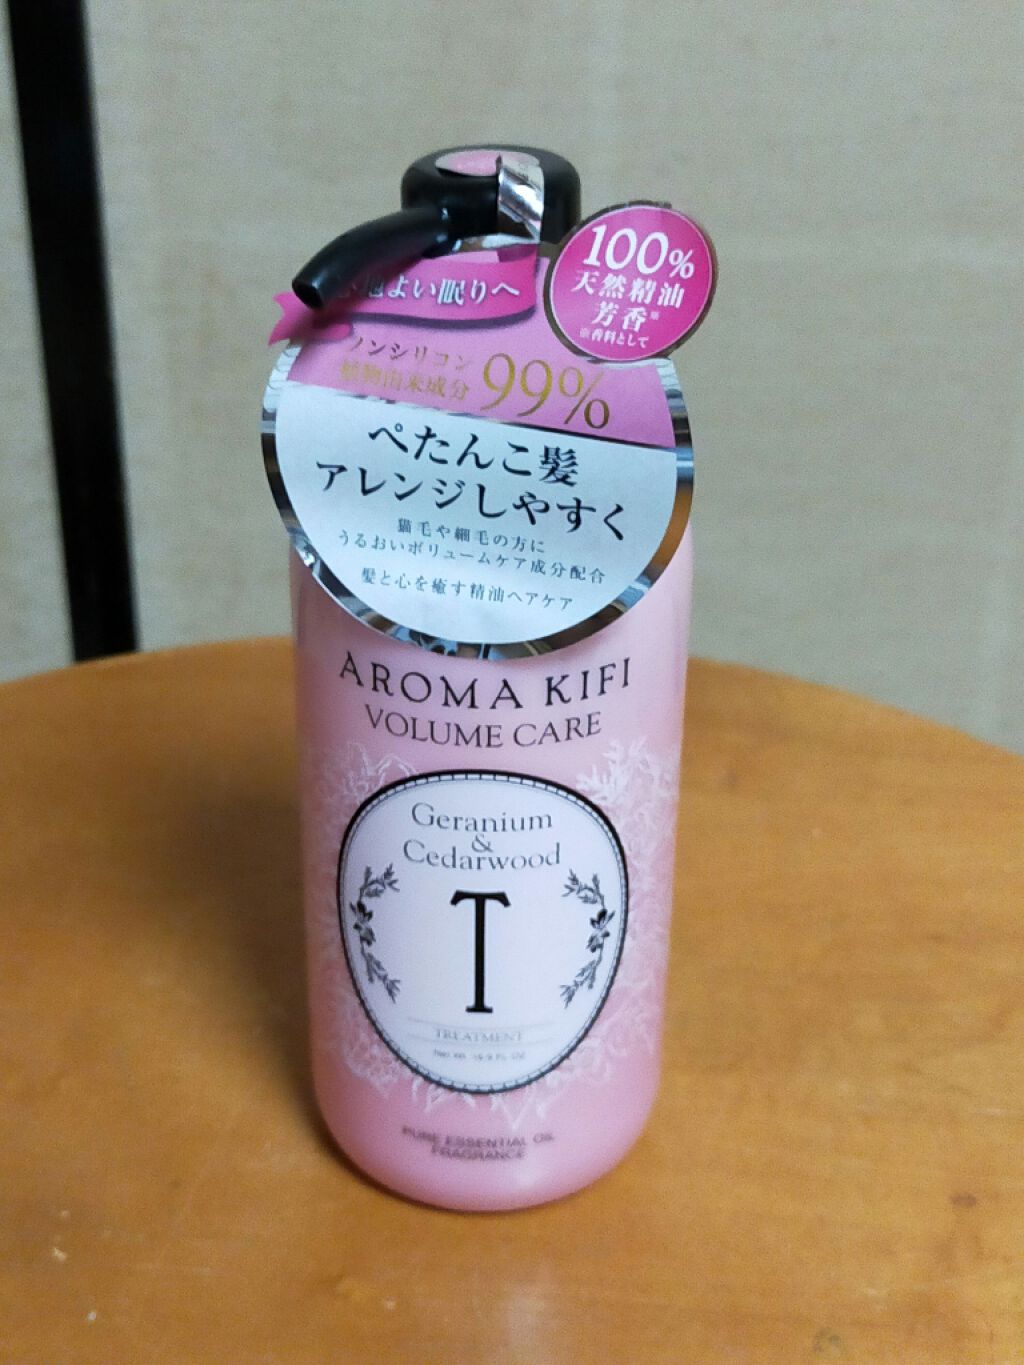 100%
天然精油
芳香※
※香料として
地よい眠りへ
ノンシリコン
植物由来成分 99%
ぺたんこ髪
アレンジしやすく
猫毛や細毛の方に
うるおいボリュームケア成分配合
髪と心を癒す精油ヘアケア
AROMA KIFI
VOLUME CARE
Geranium
&
Cedarwood
T
TREATMENT
PURE ESSENTIAL OIL
FRAGRANCE